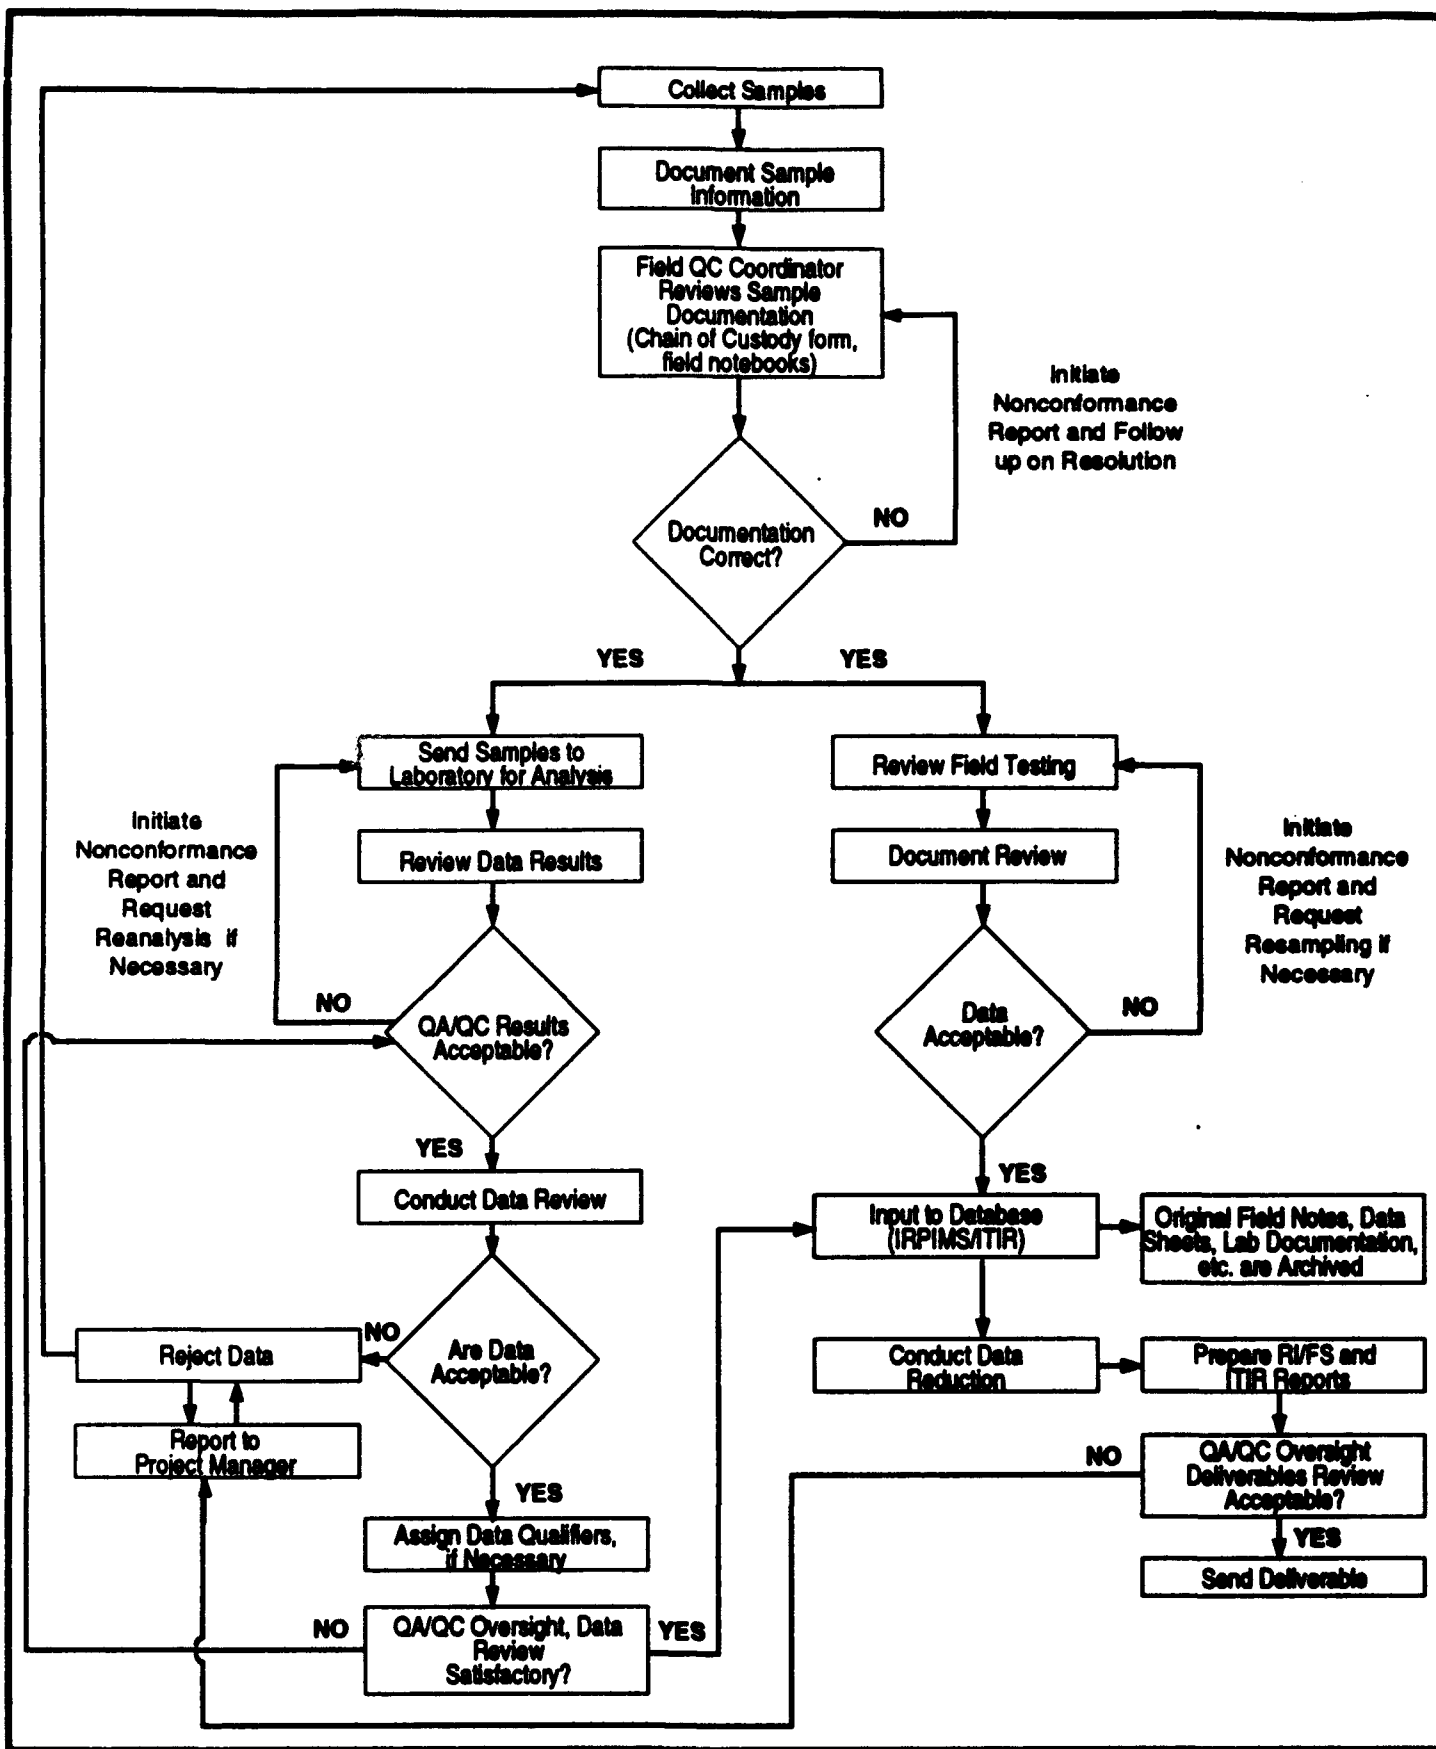 Collect Samples
Document Sample
Information
Field QC Coordinator
Reviews Sample
Documentation
(Chain of Custody form,
field notebooks)
Initiate
Nonconformance
Report and Follow
up on Resolution
NO
Documentation
Correct?
YES
YES
Send Samples to
Laboratory for Analysis
Review Field Testing
Initiate
Nonconformance
Report and
Request
Reanalysis if
Necessary
Review Data Results
Document Review
Initiate
Nonconformance
Report and
Request
Resampling if
Necessary
NO
QA/QC Results
Acceptable?
Data
Acceptable?
NO
YES
Conduct Data Review
YES
Input to Database
(IRPIMS/ITIR)
Original Field Notes, Data
Sheets, Lab Documentation,
etc. are Archived
NO
Reject Data
Are Data
Acceptable?
Conduct Data
Reduction
Prepare RI/FS and
ITIR Reports
Report to
Project Manager
NO
QA/QC Oversight
Deliverables Review
Acceptable?
YES
YES
Assign Data Qualifiers,
if Necessary
Send Deliverable
NO
QA/QC Oversight, Data
Review
Satisfactory?
YES